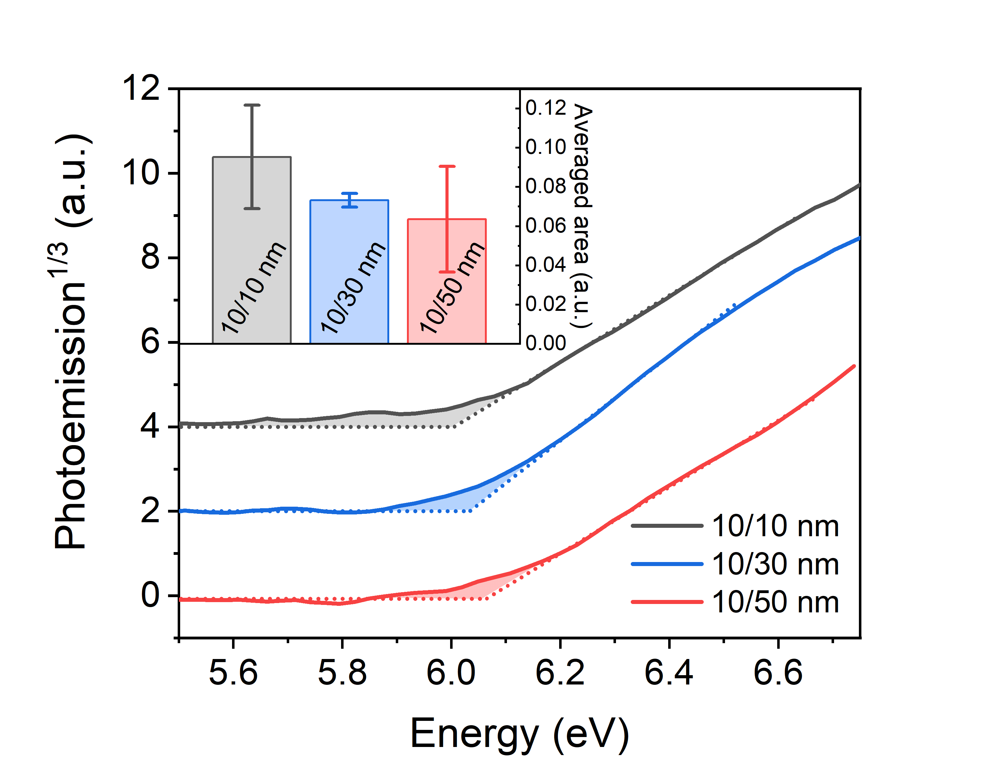 12
10
8
6
4
2
0
Photoemission 1/3 (a.u.)
0.12
0.10
0.08
0.06
0.04
0.02
0.00
Averaged area (a.u.)
10/10 nm
10/30 nm
10/50 nm
10/10 nm
10/30 nm
10/50 nm
5.6 5.8 6.0 6.2 6.4 6.6
Energy (eV)